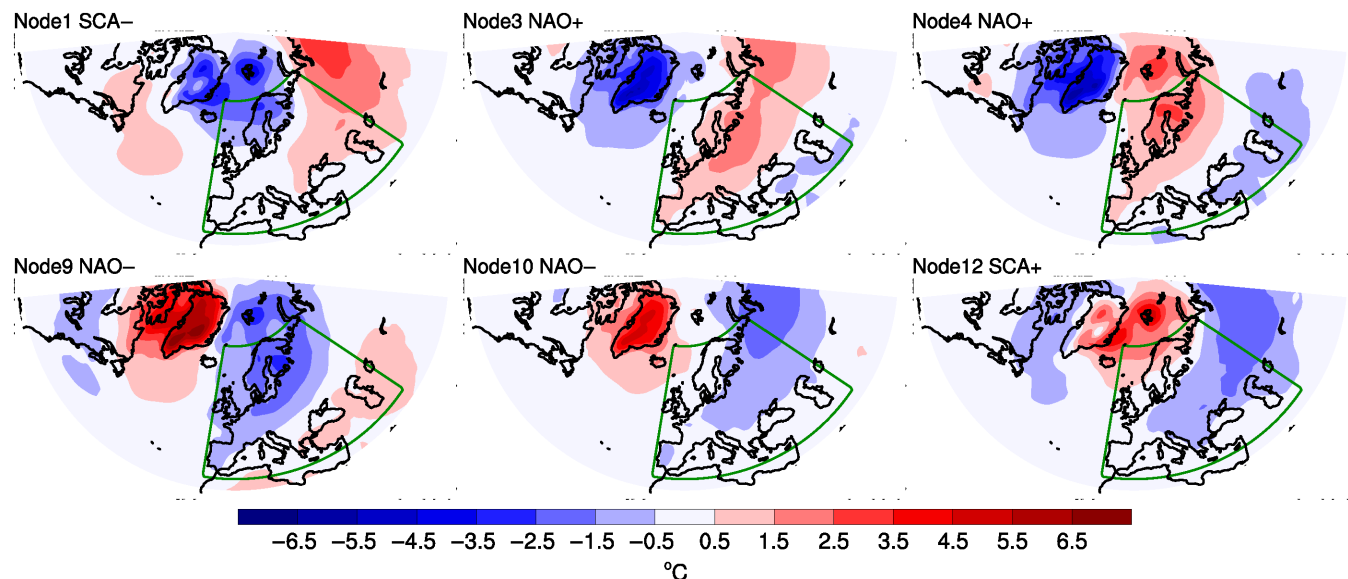 Node1 SCA−
Node3 NAO+
Node4 NAO+
Node9 NAO−
Node10 NAO−
Node12 SCA+
−6.5 −5.5 −4.5 −3.5 −2.5 −1.5 −0.5 0.5 1.5 2.5 3.5 4.5 5.5 6.5
°C